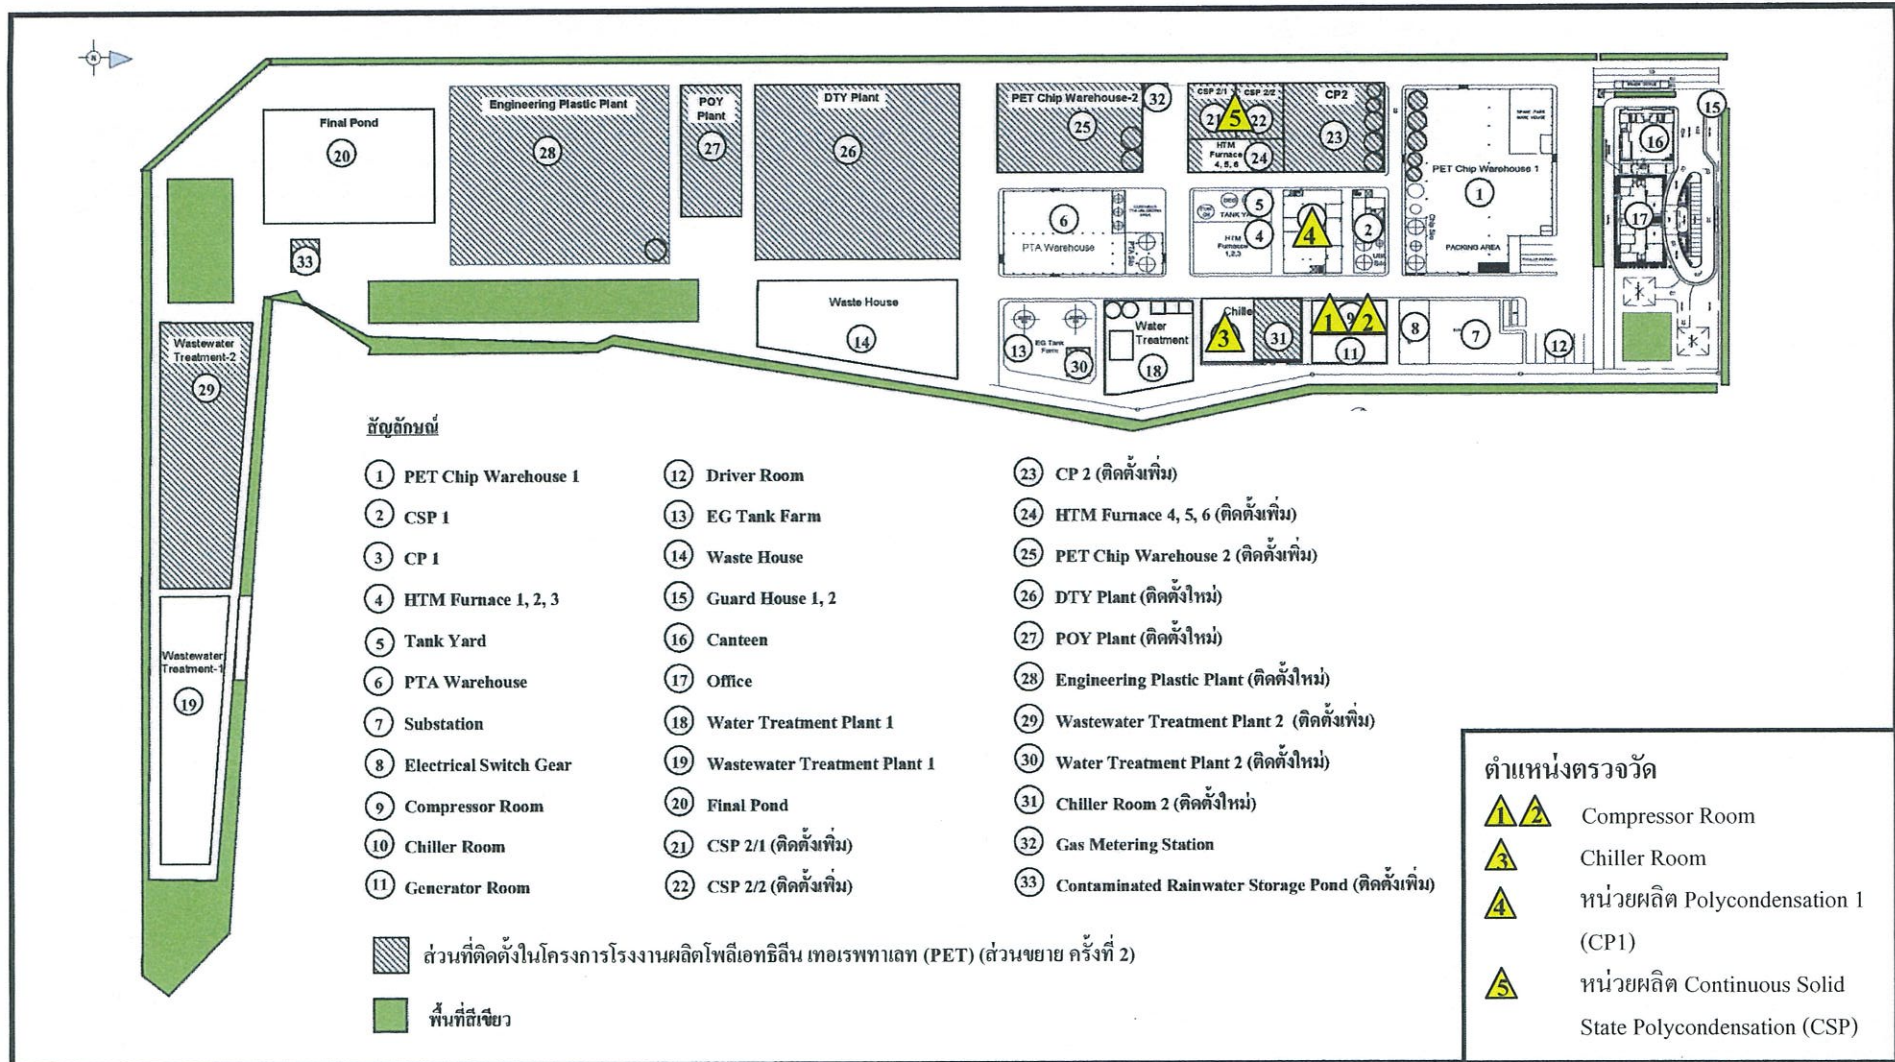 N
Final Pond
20
Engineering Plastic Plant
28
POY
Plant
27
DTY Plant
26
PET Chip Warehouse-2
25
32
CSP 2/1
CSP 2/2
21
5
22
HTM
Furnace
4, 5, 6
24
CP2
23
PET Chip Warehouse 1
1
PACKING AREA
15
16
17
33
6
PTA Warehouse
PTA Silo
5
TANK
4
HTM
Furnace
1,2,3
4
2
Waste House
14
13
EG Tank
Farm
30
Water
Treatment
18
Chille
3
31
1
9
2
11
8
7
12
Wastewater
Treatment-2
29
Wastewater
Treatment-1
19
สัญลักษณ์
1 PET Chip Warehouse 1
2 CSP 1
3 CP 1
4 HTM Furnace 1, 2, 3
5 Tank Yard
6 PTA Warehouse
7 Substation
8 Electrical Switch Gear
9 Compressor Room
10 Chiller Room
11 Generator Room
12 Driver Room
13 EG Tank Farm
14 Waste House
15 Guard House 1, 2
16 Canteen
17 Office
18 Water Treatment Plant 1
19 Wastewater Treatment Plant 1
20 Final Pond
21 CSP 2/1 (ติดตั้งเพิ่ม)
22 CSP 2/2 (ติดตั้งเพิ่ม)
23 CP 2 (ติดตั้งเพิ่ม)
24 HTM Furnace 4, 5, 6 (ติดตั้งเพิ่ม)
25 PET Chip Warehouse 2 (ติดตั้งเพิ่ม)
26 DTY Plant (ติดตั้งใหม่)
27 POY Plant (ติดตั้งใหม่)
28 Engineering Plastic Plant (ติดตั้งใหม่)
29 Wastewater Treatment Plant 2 (ติดตั้งเพิ่ม)
30 Water Treatment Plant 2 (ติดตั้งใหม่)
31 Chiller Room 2 (ติดตั้งใหม่)
32 Gas Metering Station
33 Contaminated Rainwater Storage Pond (ติดตั้งเพิ่ม)
ส่วนที่ติดตั้งในโครงการโรงงานผลิตโพลีเอทธิลีน เทอเรพทาเลท (PET) (ส่วนขยาย ครั้งที่ 2)
พื้นที่สีเขียว
ตำแหน่งตรวจวัด
1 2 Compressor Room
3 Chiller Room
4 หน่วยผลิต Polycondensation 1
(CP1)
5 หน่วยผลิต Continuous Solid
State Polycondensation (CSP)